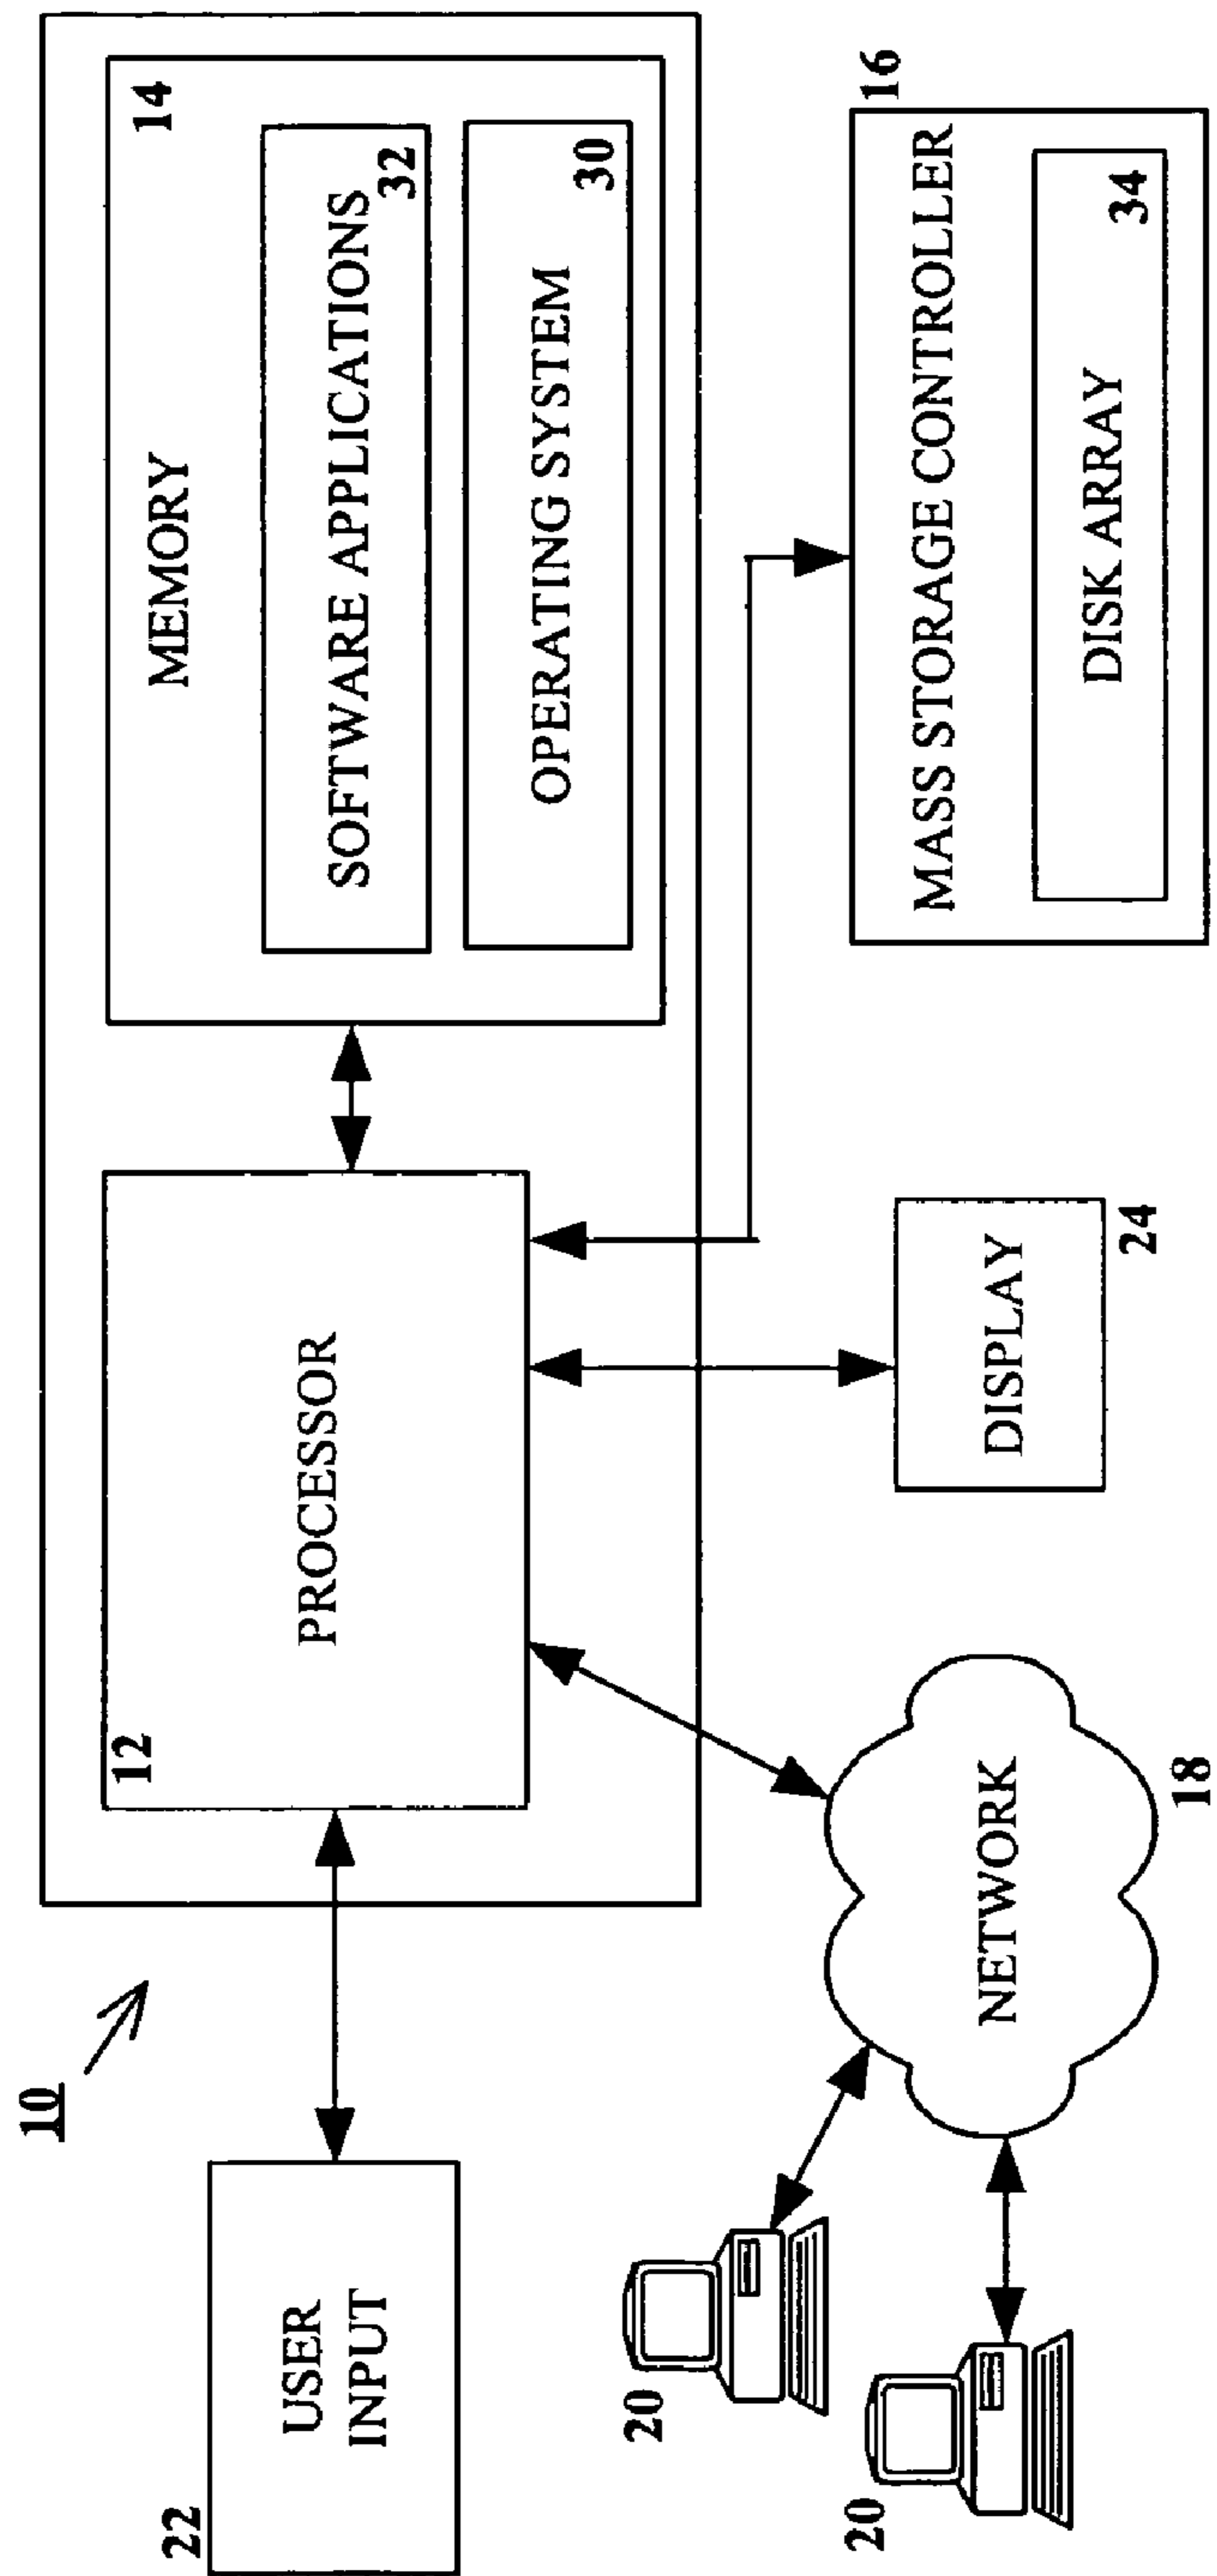 10
22
USER
INPUT
12
PROCESSOR
MEMORY
14
SOFTWARE APPLICATIONS
32
OPERATING SYSTEM
30
20
20
NETWORK
18
DISPLAY
24
16
MASS STORAGE CONTROLLER
DISK ARRAY
34